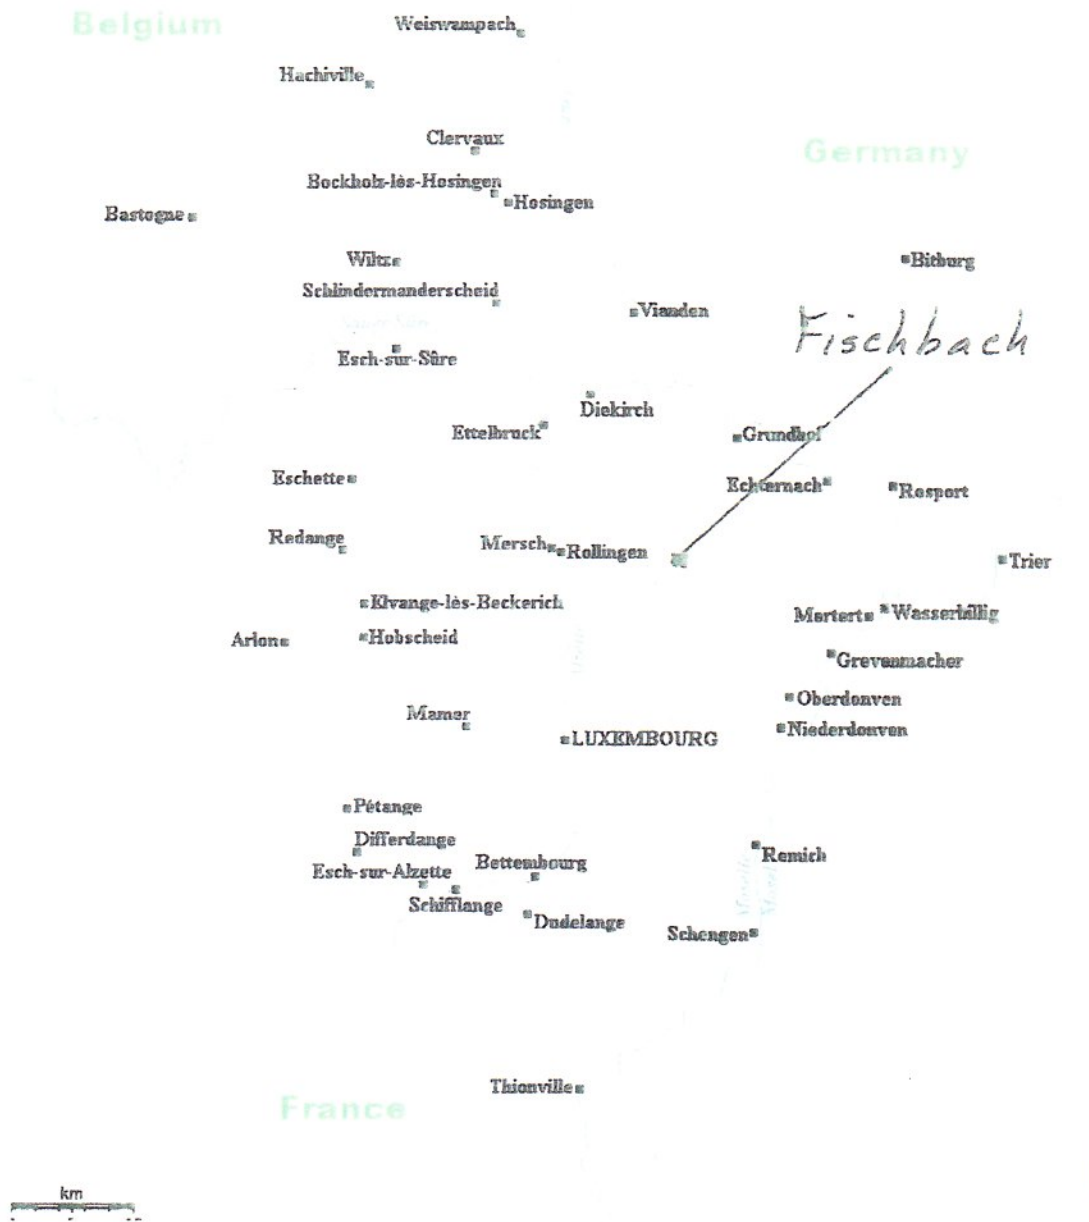 Belgium
Weiswampach
Hachiville
Clervaux
Germany
Bockholz-lès-Hosingen
Hosingen
Bastogne
Wiltz
Bitburg
Schlindermanderscheid
Vianden
Fischbach
Esch-sur-Sûre
Diekirch
Ettelbruck
Grundhof
Eschette
Echternach
Rosport
Redange
Mersch
Rollingen
Trier
Elvange-lès-Beckerich
Mertert
Wasserbillig
Arlon
Hobscheid
Grevenmacher
Oberdonven
Mamer
Niederdonven
LUXEMBOURG
Pétange
Differdange
Remich
Bettembourg
Esch-sur-Alzette
Schifflange
Dudelange
Schengen
Thionville
France
km